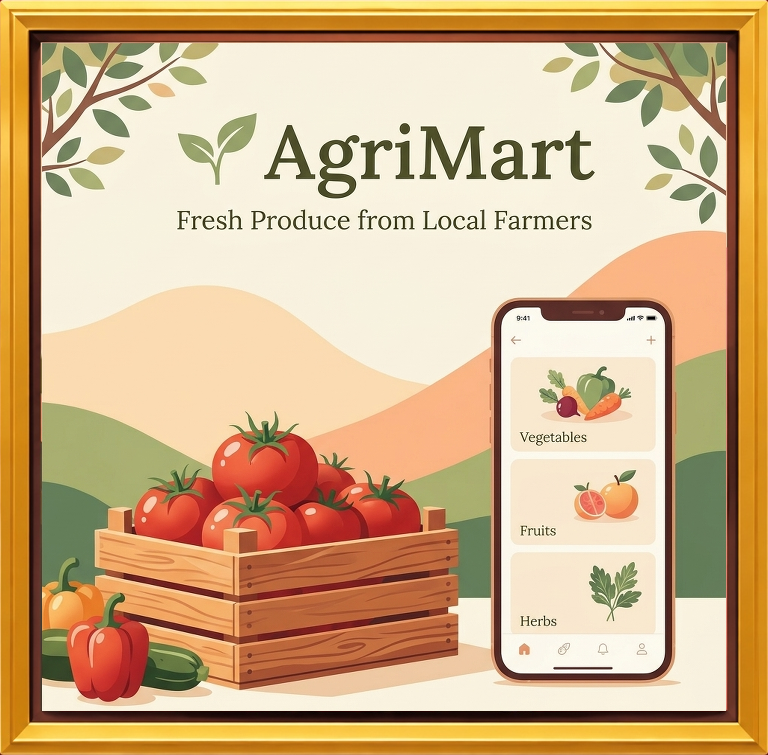 AgriMart
Fresh Produce from Local Farmers
9:41
Vegetables
Fruits
Herbs